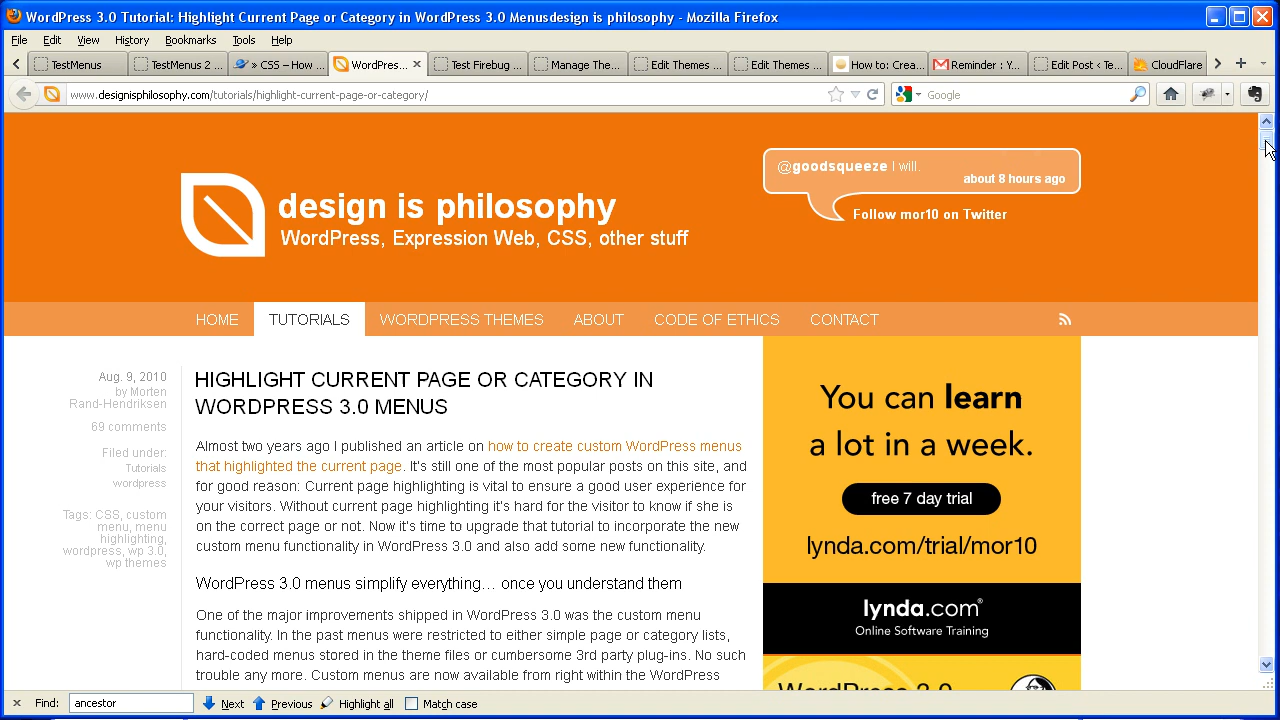 WordPress 3.0 Tutorial: Highlight Current Page or Category in WordPress 3.0 Menusdesign is philosophy - Mozilla Firefox
File Edit View History Bookmarks Tools Help
TestMenus TestMenus 2 ... » CSS – How ... WordPres... Test Firebug ... Manage The... Edit Themes ... Edit Themes ... How to: Crea... Reminder : Y... Edit Post ‹ Te... CloudFlare
www.designisphilosophy.com/tutorials/highlight-current-page-or-category/ Google
@goodsqueeze I will.
about 8 hours ago
design is philosophy
Follow mor10 on Twitter
WordPress, Expression Web, CSS, other stuff
HOME TUTORIALS WORDPRESS THEMES ABOUT CODE OF ETHICS CONTACT
Aug. 9, 2010
by Morten
Rand-Hendriksen
69 comments
Filed under:
Tutorials
wordpress
Tags: CSS, custom
menu, menu
highlighting,
wordpress, wp 3.0,
wp themes
HIGHLIGHT CURRENT PAGE OR CATEGORY IN
WORDPRESS 3.0 MENUS
Almost two years ago I published an article on how to create custom WordPress menus
that highlighted the current page. It's still one of the most popular posts on this site, and
for good reason: Current page highlighting is vital to ensure a good user experience for
your visitors. Without current page highlighting it's hard for the visitor to know if she is
on the correct page or not. Now it's time to upgrade that tutorial to incorporate the new
custom menu functionality in WordPress 3.0 and also add some new functionality.
WordPress 3.0 menus simplify everything... once you understand them
One of the major improvements shipped in WordPress 3.0 was the custom menu
functionality. In the past menus were restricted to either simple page or category lists,
hard-coded menus stored in the theme files or cumbersome 3rd party plug-ins. No such
trouble any more. Custom menus are now available from right within the WordPress
You can learn
a lot in a week.
free 7 day trial
lynda.com/trial/mor10
lynda.com®
Online Software Training
WordPress 3.0
Find: ancestor Next Previous Highlight all Match case